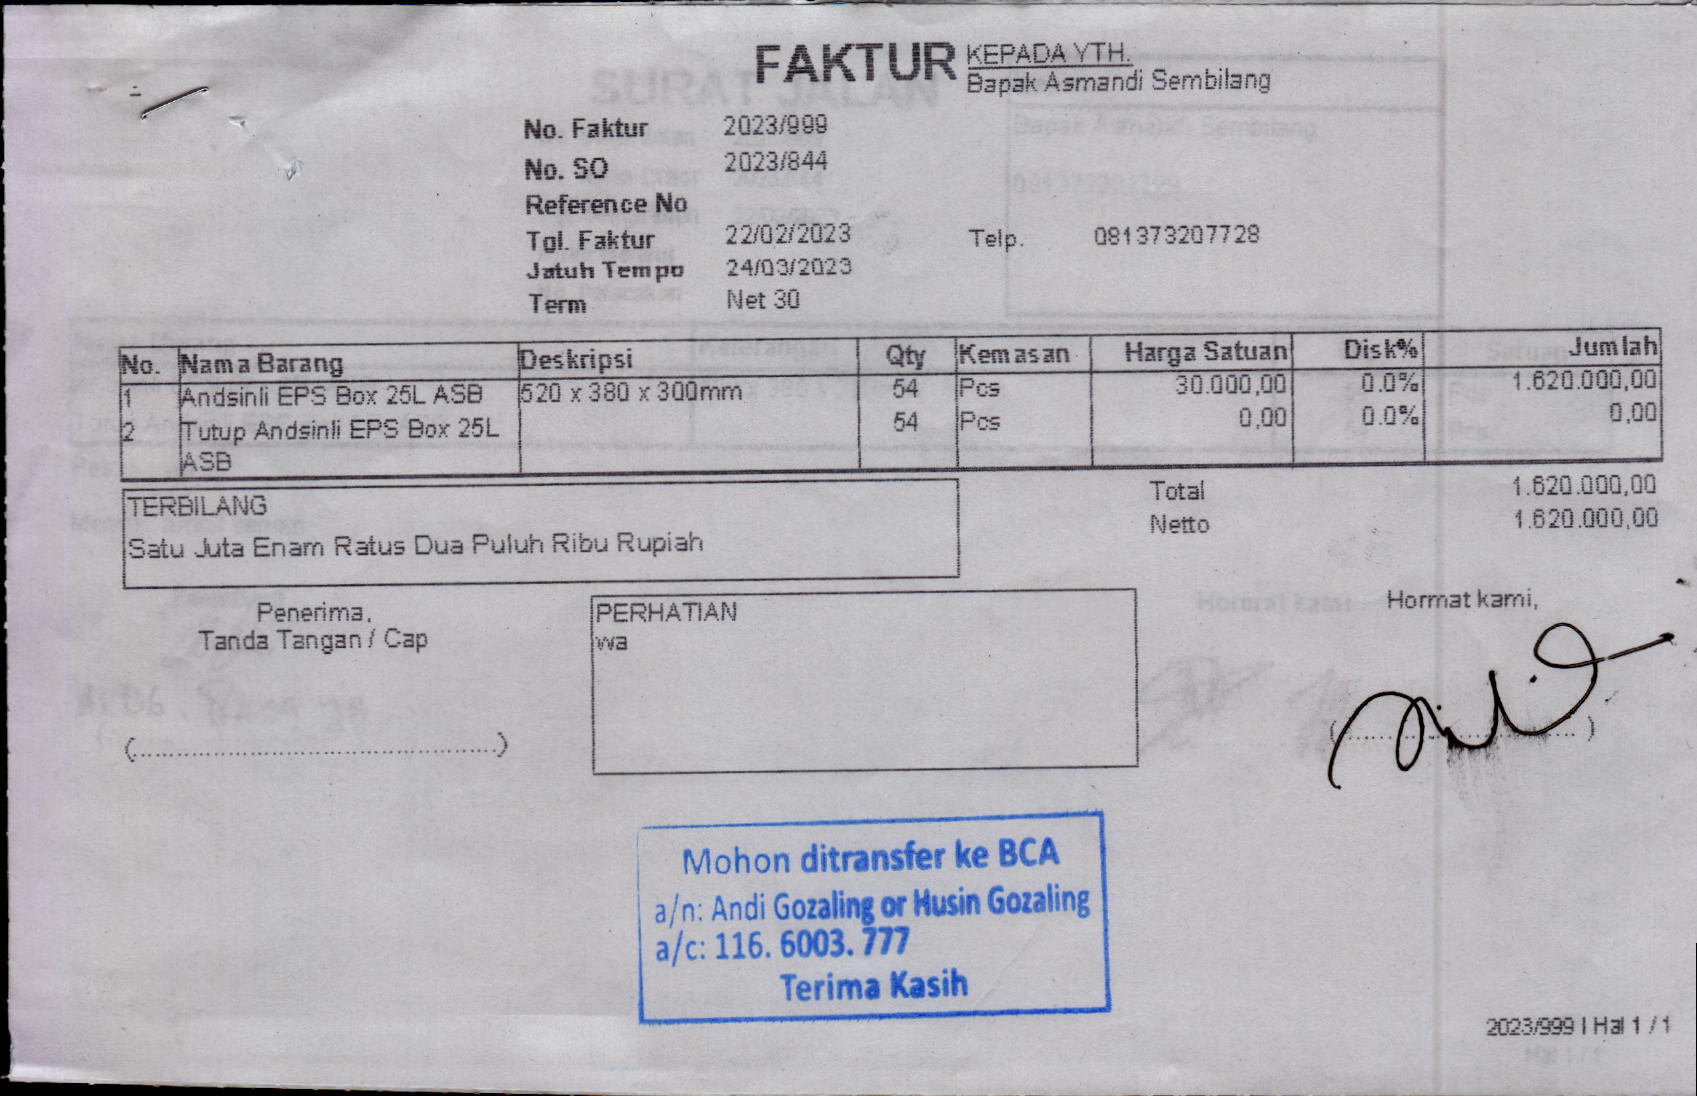 FAKTUR
KEPADA YTH.
Bapak Asmandi Sembilang
No. Faktur 2023/999
No. SO 2023/844
Reference No
Tgl. Faktur 22/02/2023 Telp. 081373207728
Jatuh Tempo 24/03/2023
Term Net 30
No. Nama Barang Deskripsi Qty Kemasan Harga Satuan Disk% Jumlah
1 Andsinli EPS Box 25L ASB 520 x 380 x 300mm 54 Pcs 30.000,00 0.0% 1.620.000,00
2 Tutup Andsinli EPS Box 25L 54 Pcs 0,00 0.0% 0,00
ASB
Total 1.620.000,00
Netto 1.620.000,00
TERBILANG
Satu Juta Enam Ratus Dua Puluh Ribu Rupiah
Penerima,
Tanda Tangan / Cap
PERHATIAN
wa
Hormat kami,
(............................................)
(............................................)
Mohon ditransfer ke BCA
a/n: Andi Gozaling or Husin Gozaling
a/c: 116. 6003. 777
Terima Kasih
2023/999 | Hal 1 / 1